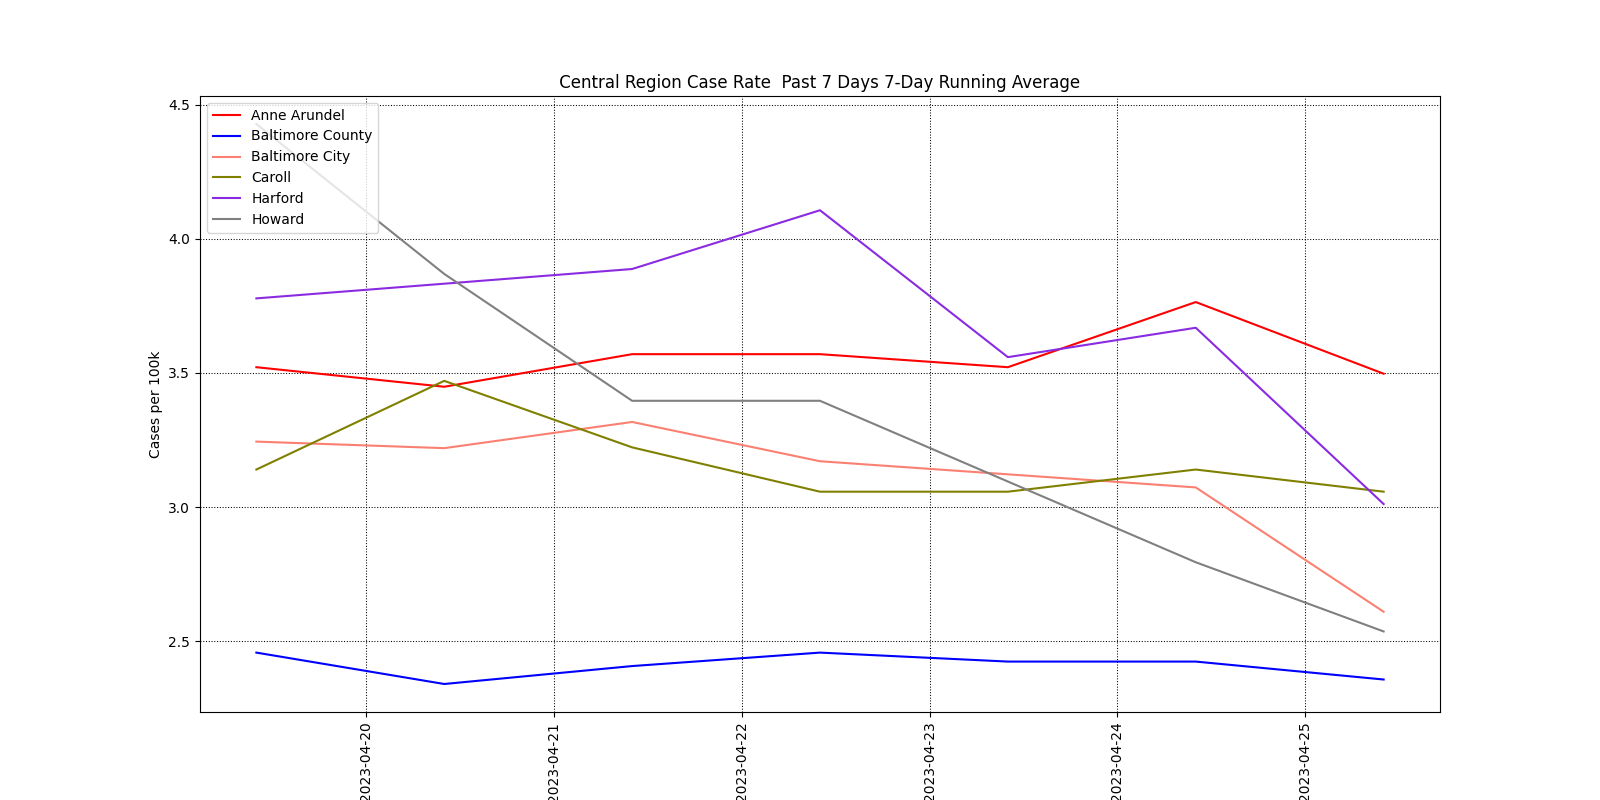 Central Region Case Rate  Past 7 Days 7-Day Running Average
Cases per 100k
4.5
4.0
3.5
3.0
2.5
Anne Arundel
Baltimore County
Baltimore City
Caroll
Harford
Howard
2023-04-20
2023-04-21
2023-04-22
2023-04-23
2023-04-24
2023-04-25